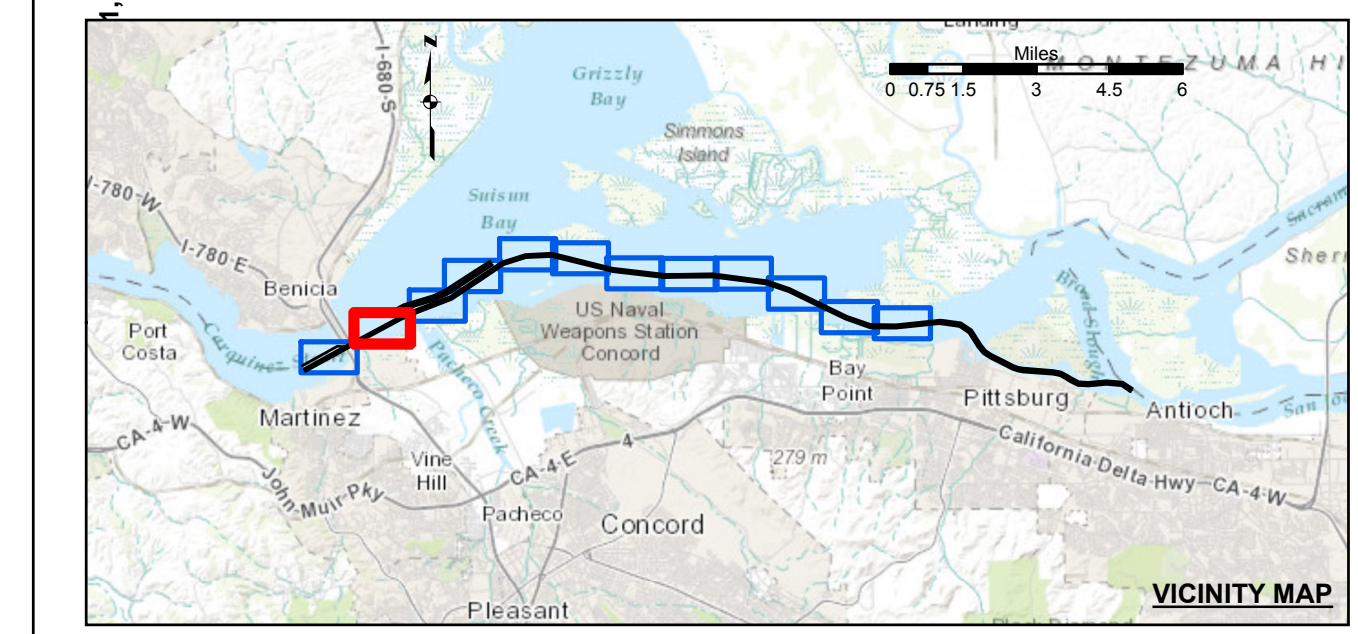 Landing
N
Miles
0 0.75 1.5 3 4.5 6
MONTEZUMA HI
I-680-S
Grizzly
Bay
Simmons
Island
I-780-W
Suisun
Bay
I-780 E
Benicia
Sher
Port
Costa
Carquinez
US Naval
Weapons Station
Concord
Broad Slough
Pacheco Creek
Bay
Point
Pittsburg
Antioch
Martinez
CA-4-W
4
California-Delta-Hwy-CA-4-W
Vine
Hill
CA-4-E
279 m
John-Muir-Pky
Pacheco
Concord
Pleasant
VICINITY MAP